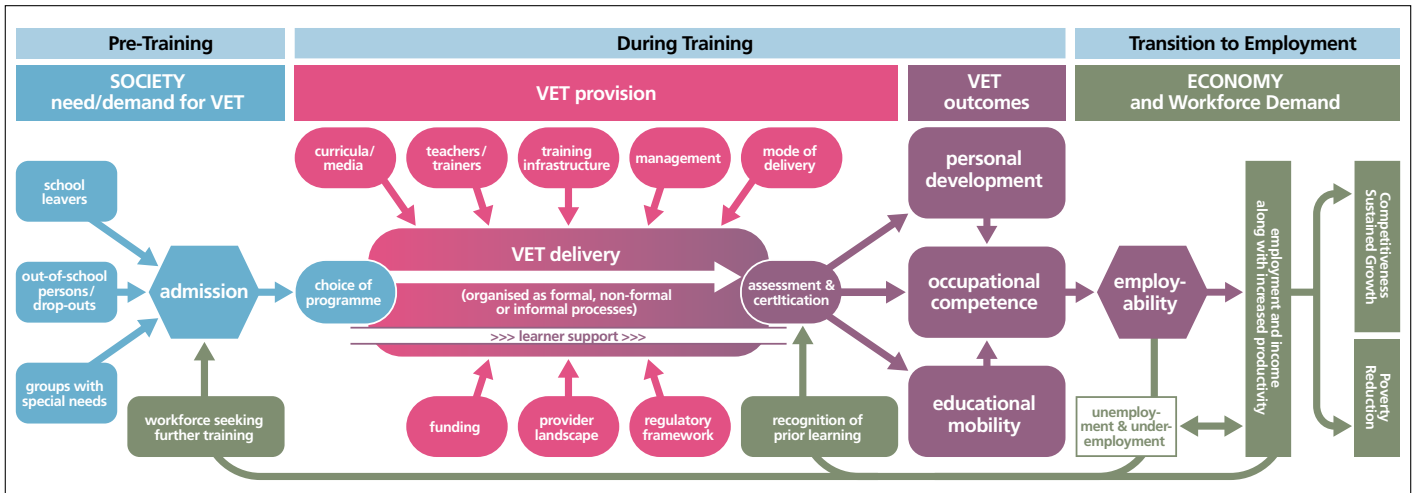 Pre-Training
During Training
Transition to Employment
SOCIETY
need/demand for VET
VET provision
VET
outcomes
ECONOMY
and Workforce Demand
curricula/
media
teachers/
trainers
training
infrastructure
management
mode of
delivery
school
leavers
out-of-school
persons/
drop-outs
groups with
special needs
admission
workforce seeking
further training
choice of
programme
VET delivery
(organised as formal, non-formal
or informal processes)
>>> learner support >>>
funding
provider
landscape
regulatory
framework
assessment &
certtitcation
recognition of
prior learning
personal
development
occupational
competence
educational
mobility
employ-
ability
unemploy-
ment & under-
employment
employment and income
along with increased productivity
Competitiveness
Sustained Growth
Poverty
Reduction